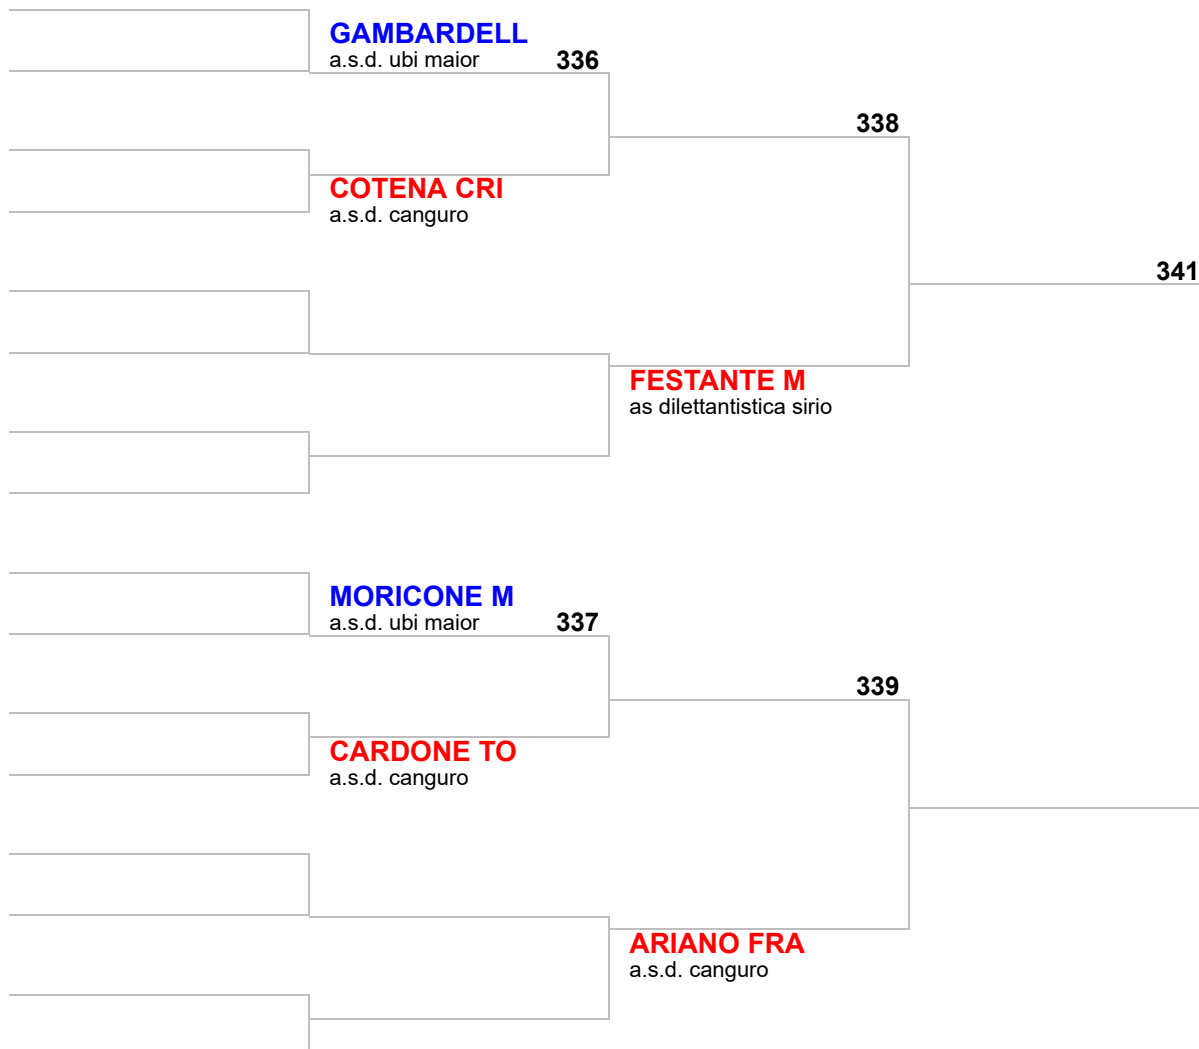 GAMBARDELL
a.s.d. ubi maior
336
338
COTENA CRI
a.s.d. canguro
341
FESTANTE M
as dilettantistica sirio
MORICONE M
a.s.d. ubi maior
337
339
CARDONE TO
a.s.d. canguro
ARIANO FRA
a.s.d. canguro